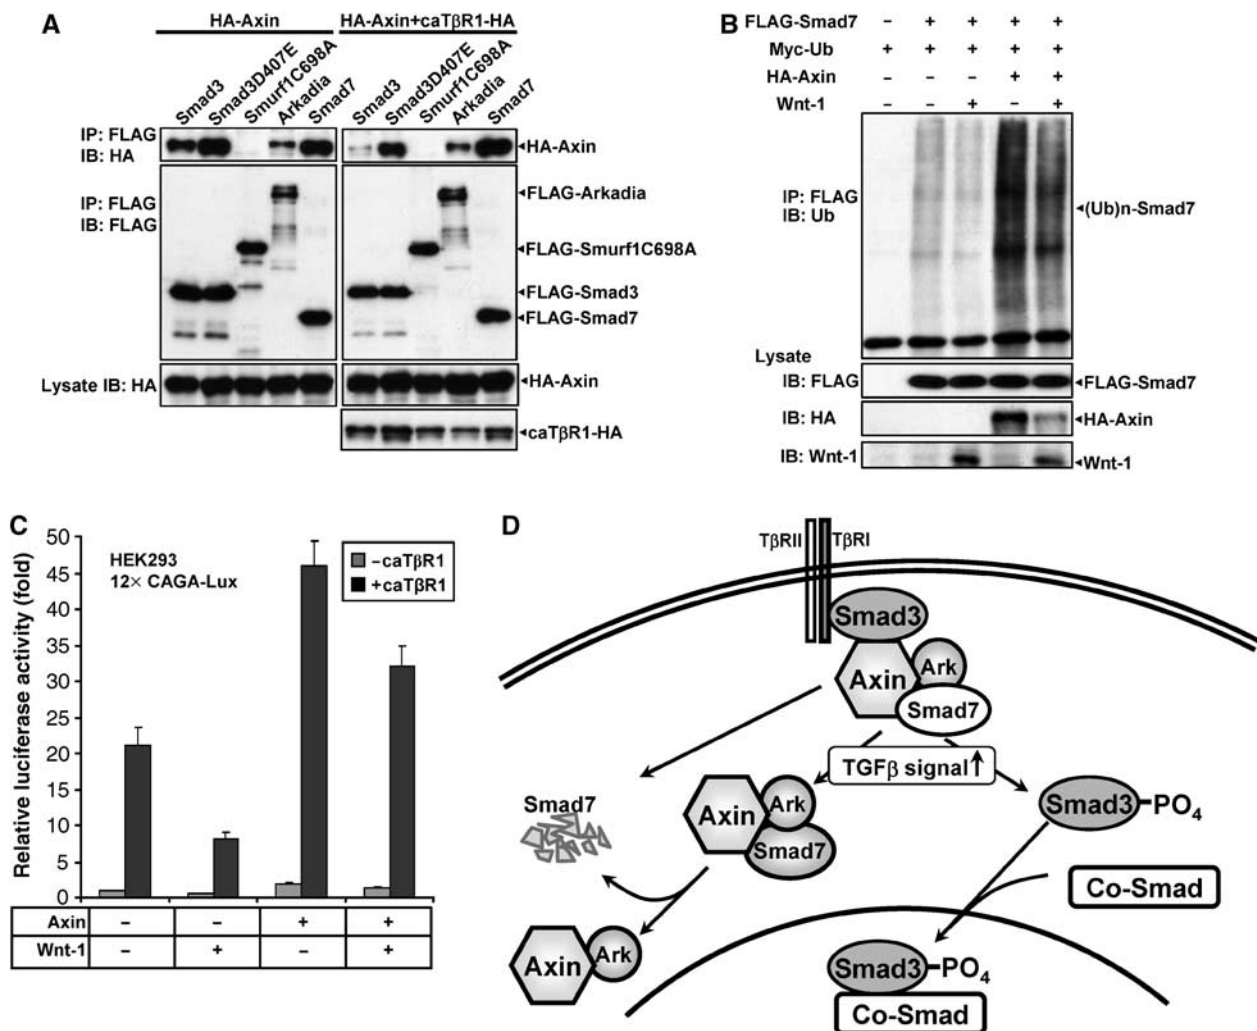 A
HA-Axin
HA-Axin+caTβR1-HA
Smad3
Smad3D407E
Smurf1C698A
Arkadia
Smad7
Smad3
Smad3D407E
Smurf1C698A
Arkadia
Smad7
IP: FLAG
IB: HA
HA-Axin
IP: FLAG
IB: FLAG
FLAG-Arkadia
FLAG-Smurf1C698A
FLAG-Smad3
FLAG-Smad7
Lysate IB: HA
HA-Axin
caTβR1-HA
B
FLAG-Smad7 – + + + +
Myc-Ub + + + + +
HA-Axin – – – + +
Wnt-1 – – + – +
IP: FLAG
IB: Ub
(Ub)n-Smad7
Lysate
IB: FLAG
FLAG-Smad7
IB: HA
HA-Axin
IB: Wnt-1
Wnt-1
C
Relative luciferase activity (fold)
50
45
40
35
30
25
20
15
10
5
0
HEK293
12× CAGA-Lux
–caTβR1
+caTβR1
Axin – – + +
Wnt-1 – + – +
D
TβRII
TβRI
Smad3
Axin
Ark
Smad7
TGFβ signal ↑
Smad7
Axin
Ark
Smad7
Smad3–PO4
Co-Smad
Axin
Ark
Smad3–PO4
Co-Smad